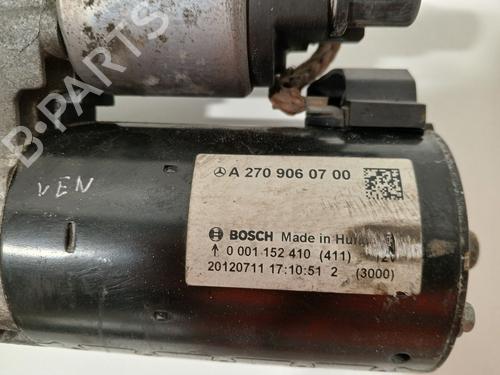 B-PARTS
VEN
A 270 906 07 00
BOSCH Made in
0 001 152 410 (411)
20120711 17:10:51 2 (3000)